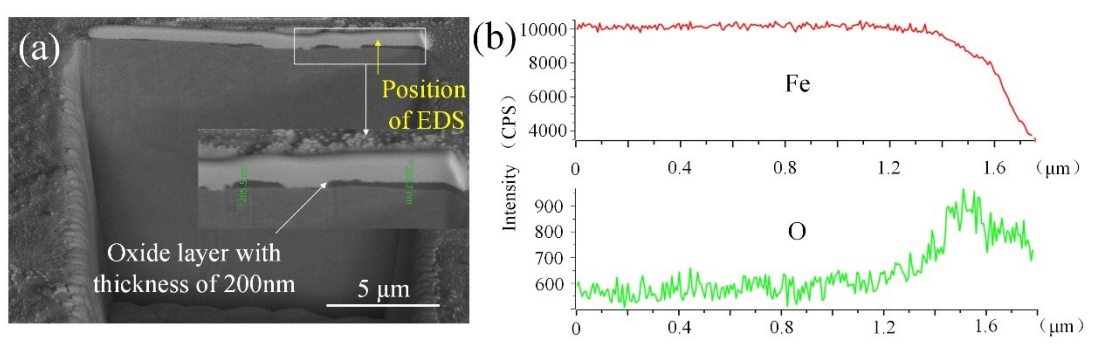 (a)
Position
of EDS
Oxide layer with
thickness of 200nm
5 μm
(b)
Intensity （CPS）
10000
8000
6000
4000
Fe
0
0.4
0.8
1.2
1.6
(μm)
900
800
700
600
O
0
0.4
0.8
1.2
1.6
(μm)